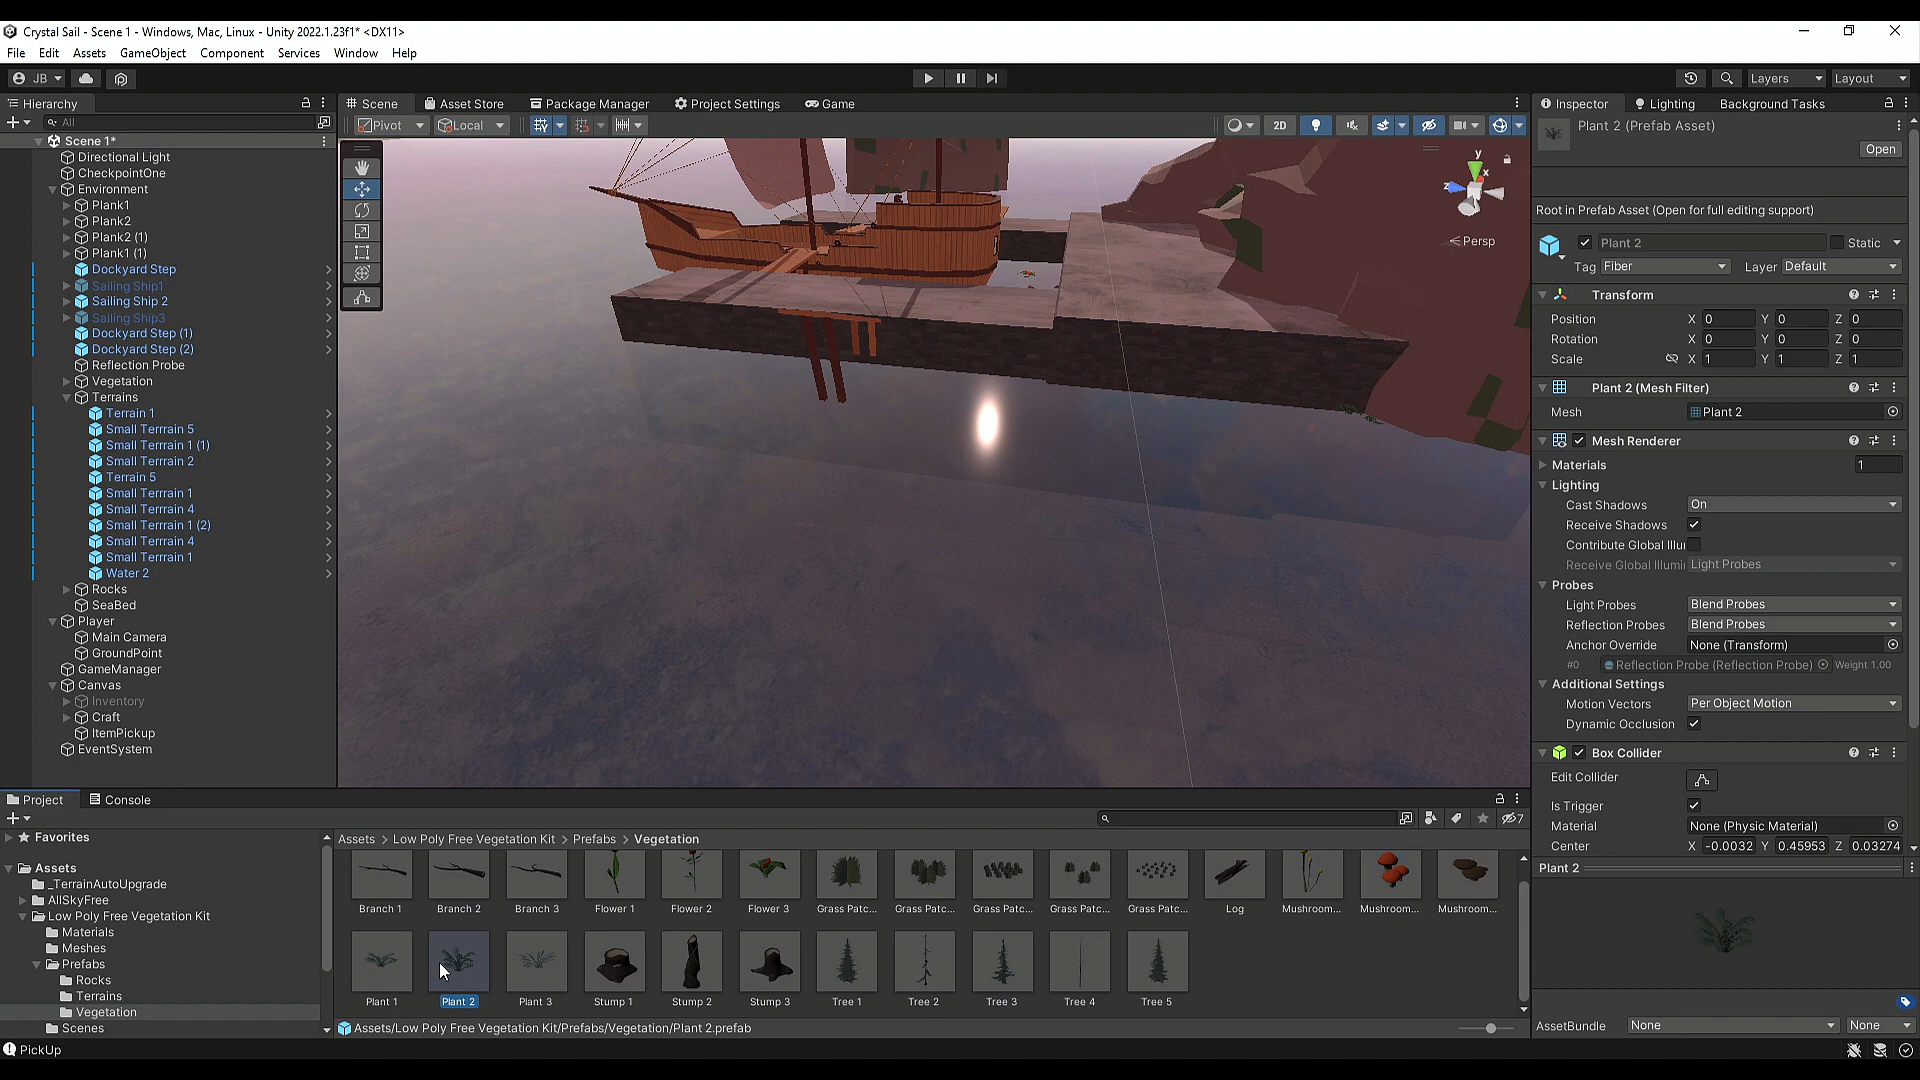 Crystal Sail - Scene 1 - Windows, Mac, Linux - Unity 2022.1.23f1* <DX11>
File Edit Assets GameObject Component Services Window Help
JB
Layers Layout
Hierarchy
All
Scene 1*
Directional Light
CheckpointOne
Environment
Plank1
Plank2
Plank2 (1)
Plank1 (1)
Dockyard Step
Sailing Ship1
Sailing Ship 2
Sailing Ship3
Dockyard Step (1)
Dockyard Step (2)
Reflection Probe
Vegetation
Terrains
Terrain 1
Small Terrrain 5
Small Terrrain 1 (1)
Small Terrrain 2
Terrain 5
Small Terrrain 1
Small Terrrain 4
Small Terrrain 1 (2)
Small Terrrain 4
Small Terrrain 1
Water 2
Rocks
SeaBed
Player
Main Camera
GroundPoint
GameManager
Canvas
Inventory
Craft
ItemPickup
EventSystem
Scene Asset Store Package Manager Project Settings Game
Pivot Local 2D
y
x
z
Persp
Inspector Lighting Background Tasks
Plant 2 (Prefab Asset)
Open
Root in Prefab Asset (Open for full editing support)
Plant 2 Static
Tag Fiber Layer Default
Transform
Position X 0 Y 0 Z 0
Rotation X 0 Y 0 Z 0
Scale X 1 Y 1 Z 1
Plant 2 (Mesh Filter)
Mesh Plant 2
Mesh Renderer
Materials 1
Lighting
Cast Shadows On
Receive Shadows
Contribute Global Illu
Receive Global Illumi Light Probes
Probes
Light Probes Blend Probes
Reflection Probes Blend Probes
Anchor Override None (Transform)
#0 Reflection Probe (Reflection Probe) Weight 1.00
Additional Settings
Motion Vectors Per Object Motion
Dynamic Occlusion
Box Collider
Edit Collider
Is Trigger
Material None (Physic Material)
Center X -0.0032 Y 0.45953 Z 0.03274
Plant 2
AssetBundle None None
Project Console
7
Favorites
Assets
_TerrainAutoUpgrade
AllSkyFree
Low Poly Free Vegetation Kit
Materials
Meshes
Prefabs
Rocks
Terrains
Vegetation
Scenes
Assets > Low Poly Free Vegetation Kit > Prefabs > Vegetation
Branch 1 Branch 2 Branch 3 Flower 1 Flower 2 Flower 3 Grass Patc... Grass Patc... Grass Patc... Grass Patc... Grass Patc... Log Mushroom... Mushroom... Mushroom...
Plant 1 Plant 2 Plant 3 Stump 1 Stump 2 Stump 3 Tree 1 Tree 2 Tree 3 Tree 4 Tree 5
Assets/Low Poly Free Vegetation Kit/Prefabs/Vegetation/Plant 2.prefab
PickUp